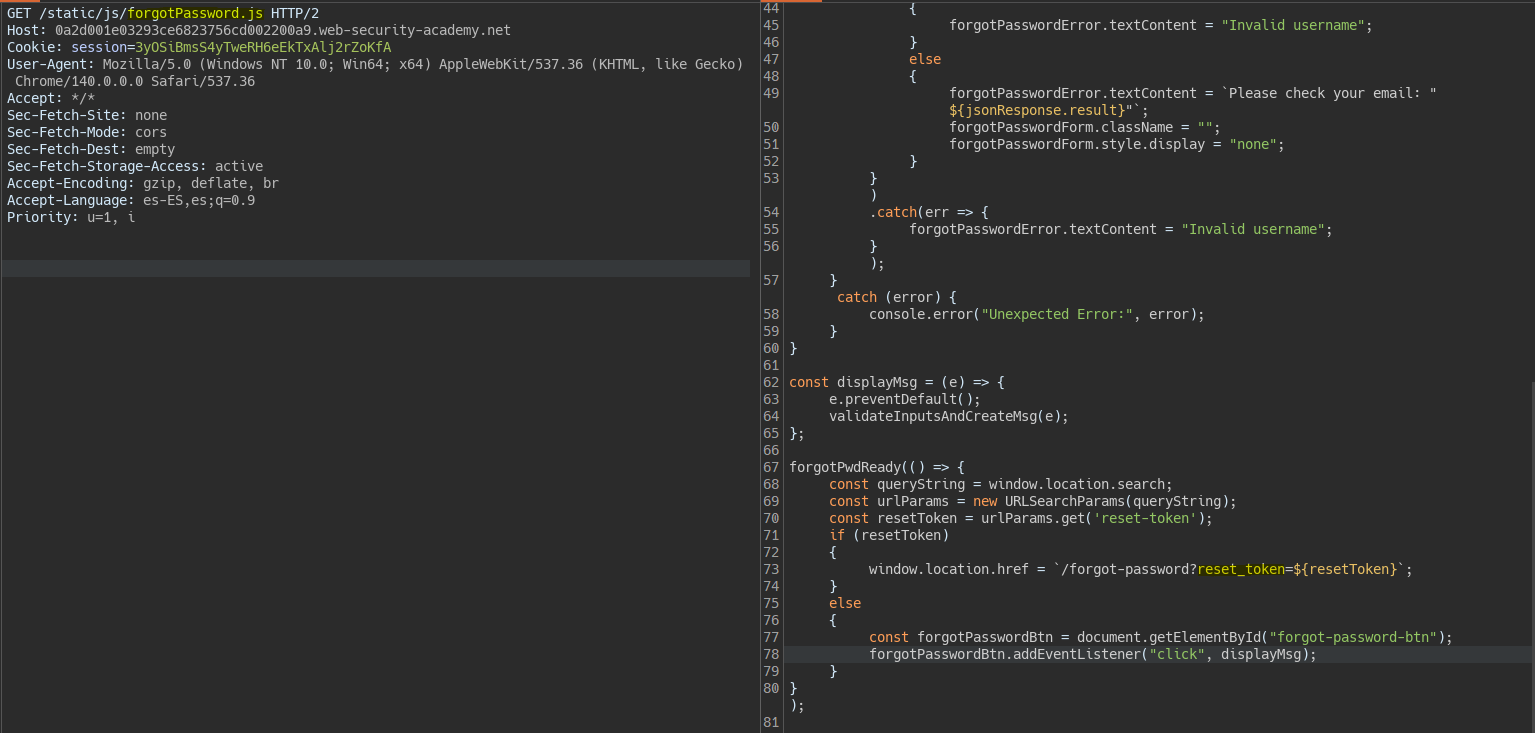 GET /static/js/forgotPassword.js HTTP/2
Host: 0a2d001e03293ce6823756cd002200a9.web-security-academy.net
Cookie: session=3yOSiBmsS4yTweRH6eEkTxAlj2rZoKfA
User-Agent: Mozilla/5.0 (Windows NT 10.0; Win64; x64) AppleWebKit/537.36 (KHTML, like Gecko)
Chrome/140.0.0.0 Safari/537.36
Accept: */*
Sec-Fetch-Site: none
Sec-Fetch-Mode: cors
Sec-Fetch-Dest: empty
Sec-Fetch-Storage-Access: active
Accept-Encoding: gzip, deflate, br
Accept-Language: es-ES,es;q=0.9
Priority: u=1, i
44 {
45 forgotPasswordError.textContent = "Invalid username";
46 }
47 else
48 {
49 forgotPasswordError.textContent = `Please check your email: "
${jsonResponse.result}"`;
50 forgotPasswordForm.className = "";
51 forgotPasswordForm.style.display = "none";
52 }
53 }
)
54 .catch(err => {
55 forgotPasswordError.textContent = "Invalid username";
56 }
);
57 }
catch (error) {
58 console.error("Unexpected Error:", error);
59 }
60 }
61
62 const displayMsg = (e) => {
63 e.preventDefault();
64 validateInputsAndCreateMsg(e);
65 };
66
67 forgotPwdReady(() => {
68 const queryString = window.location.search;
69 const urlParams = new URLSearchParams(queryString);
70 const resetToken = urlParams.get('reset-token');
71 if (resetToken)
72 {
73 window.location.href = `/forgot-password?reset_token=${resetToken}`;
74 }
75 else
76 {
77 const forgotPasswordBtn = document.getElementById("forgot-password-btn");
78 forgotPasswordBtn.addEventListener("click", displayMsg);
79 }
80 }
);
81